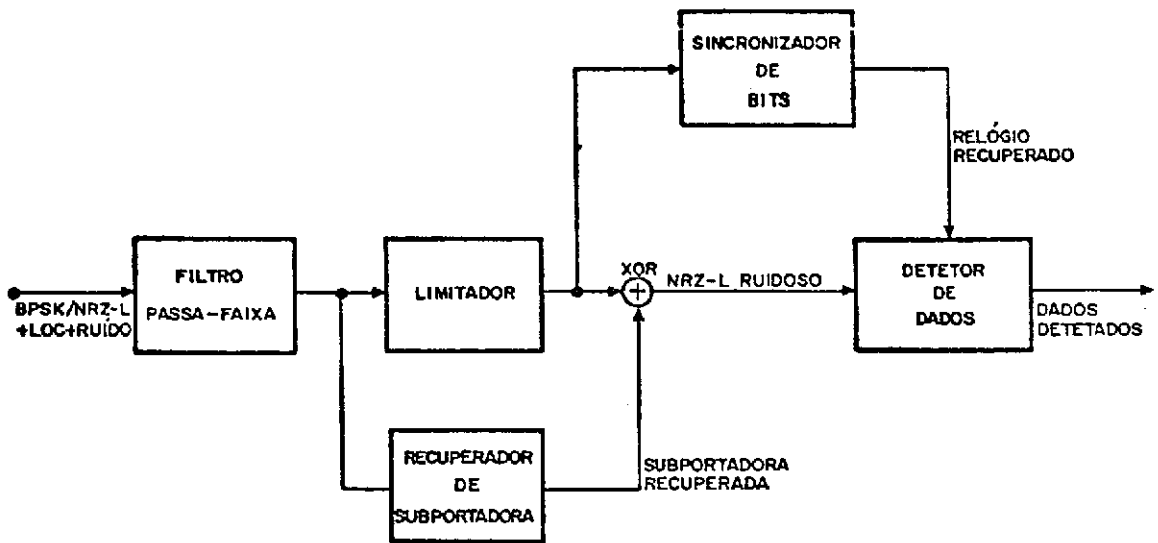 SINCRONIZADOR
DE
BITS
RELÓGIO
RECUPERADO
FILTRO
PASSA-FAIXA
LIMITADOR
XOR
NRZ-L RUIDOSO
DETETOR
DE
DADOS
BPSK/NRZ-L
+LOC+RUÍDO
DADOS
DETETADOS
RECUPERADOR
DE
SUBPORTADORA
SUBPORTADORA
RECUPERADA